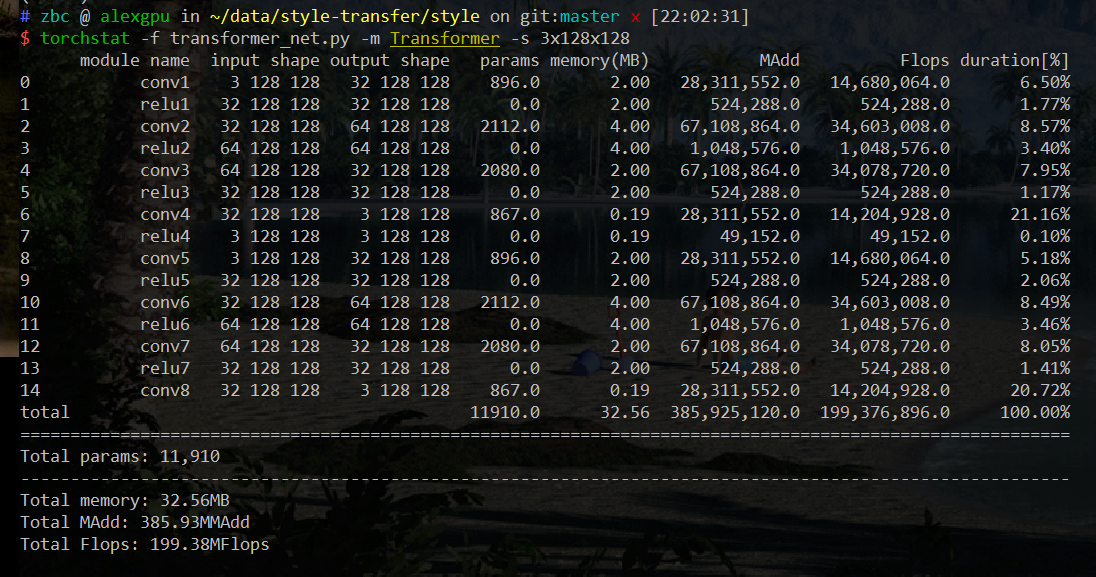 # zbc @ alexgpu in ~/data/style-transfer/style on git:master x [22:02:31]
$ torchstat -f transformer_net.py -m Transformer -s 3x128x128
module name input shape output shape params memory(MB) MAdd Flops duration[%]
0 conv1 3 128 128 32 128 128 896.0 2.00 28,311,552.0 14,680,064.0 6.50%
1 relu1 32 128 128 32 128 128 0.0 2.00 524,288.0 524,288.0 1.77%
2 conv2 32 128 128 64 128 128 2112.0 4.00 67,108,864.0 34,603,008.0 8.57%
3 relu2 64 128 128 64 128 128 0.0 4.00 1,048,576.0 1,048,576.0 3.40%
4 conv3 64 128 128 32 128 128 2080.0 2.00 67,108,864.0 34,078,720.0 7.95%
5 relu3 32 128 128 32 128 128 0.0 2.00 524,288.0 524,288.0 1.17%
6 conv4 32 128 128 3 128 128 867.0 0.19 28,311,552.0 14,204,928.0 21.16%
7 relu4 3 128 128 3 128 128 0.0 0.19 49,152.0 49,152.0 0.10%
8 conv5 3 128 128 32 128 128 896.0 2.00 28,311,552.0 14,680,064.0 5.18%
9 relu5 32 128 128 32 128 128 0.0 2.00 524,288.0 524,288.0 2.06%
10 conv6 32 128 128 64 128 128 2112.0 4.00 67,108,864.0 34,603,008.0 8.49%
11 relu6 64 128 128 64 128 128 0.0 4.00 1,048,576.0 1,048,576.0 3.46%
12 conv7 64 128 128 32 128 128 2080.0 2.00 67,108,864.0 34,078,720.0 8.05%
13 relu7 32 128 128 32 128 128 0.0 2.00 524,288.0 524,288.0 1.41%
14 conv8 32 128 128 3 128 128 867.0 0.19 28,311,552.0 14,204,928.0 20.72%
total 11910.0 32.56 385,925,120.0 199,376,896.0 100.00%
=========================================================================================================
Total params: 11,910
---------------------------------------------------------------------------------------------------------
Total memory: 32.56MB
Total MAdd: 385.93MMAdd
Total Flops: 199.38MFlops